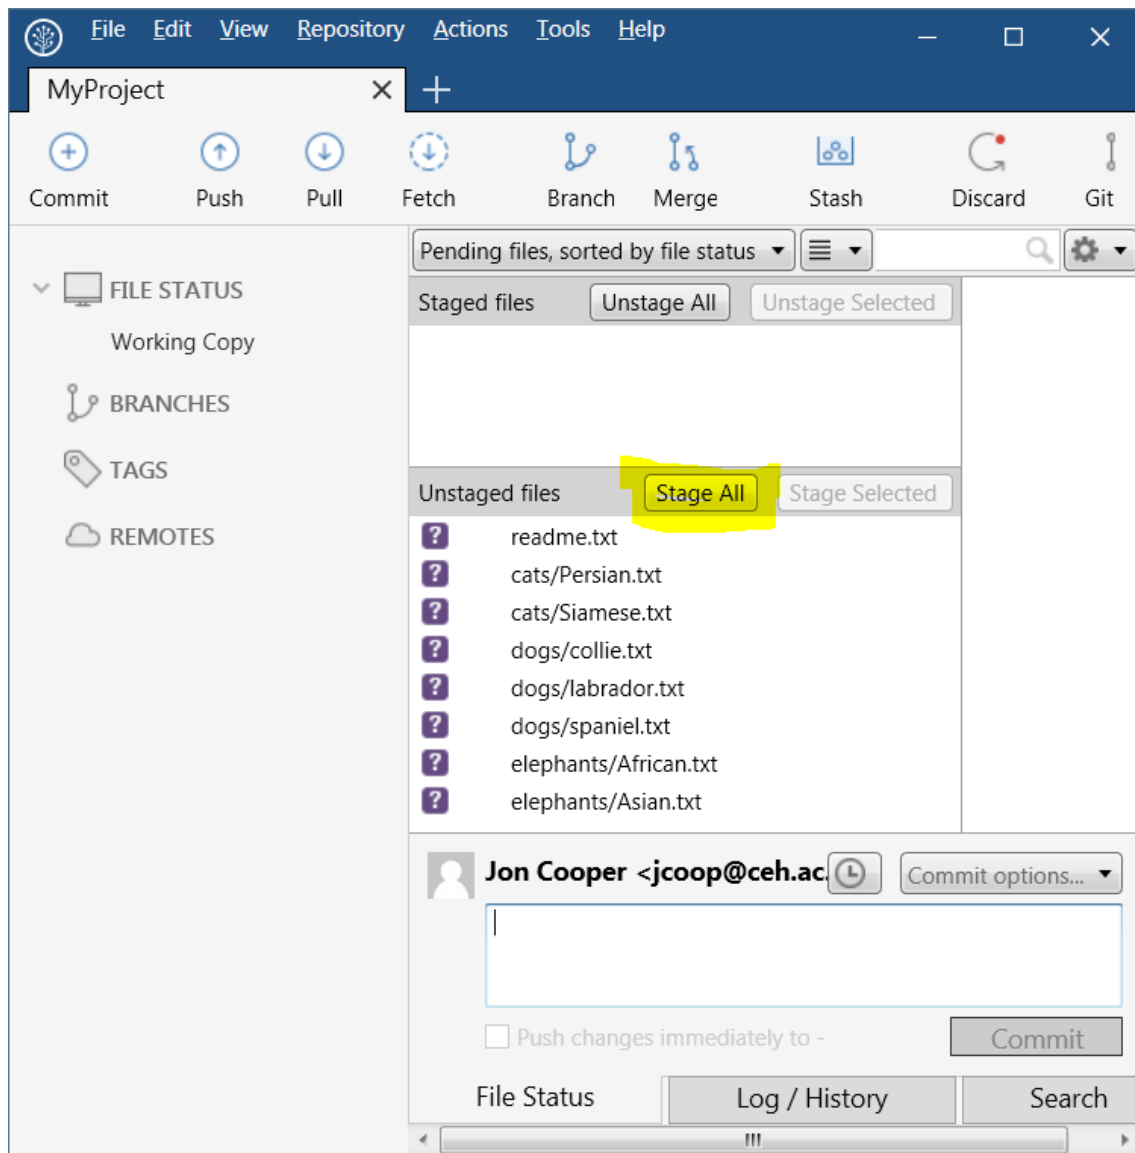 File Edit View Repository Actions Tools Help
MyProject
Commit Push Pull Fetch Branch Merge Stash Discard Git
Pending files, sorted by file status
FILE STATUS
Working Copy
BRANCHES
TAGS
REMOTES
Staged files Unstage All Unstage Selected
Unstaged files Stage All Stage Selected
? readme.txt
? cats/Persian.txt
? cats/Siamese.txt
? dogs/collie.txt
? dogs/labrador.txt
? dogs/spaniel.txt
? elephants/African.txt
? elephants/Asian.txt
Jon Cooper <jcoop@ceh.ac. Commit options...
Push changes immediately to -
Commit
File Status Log / History Search